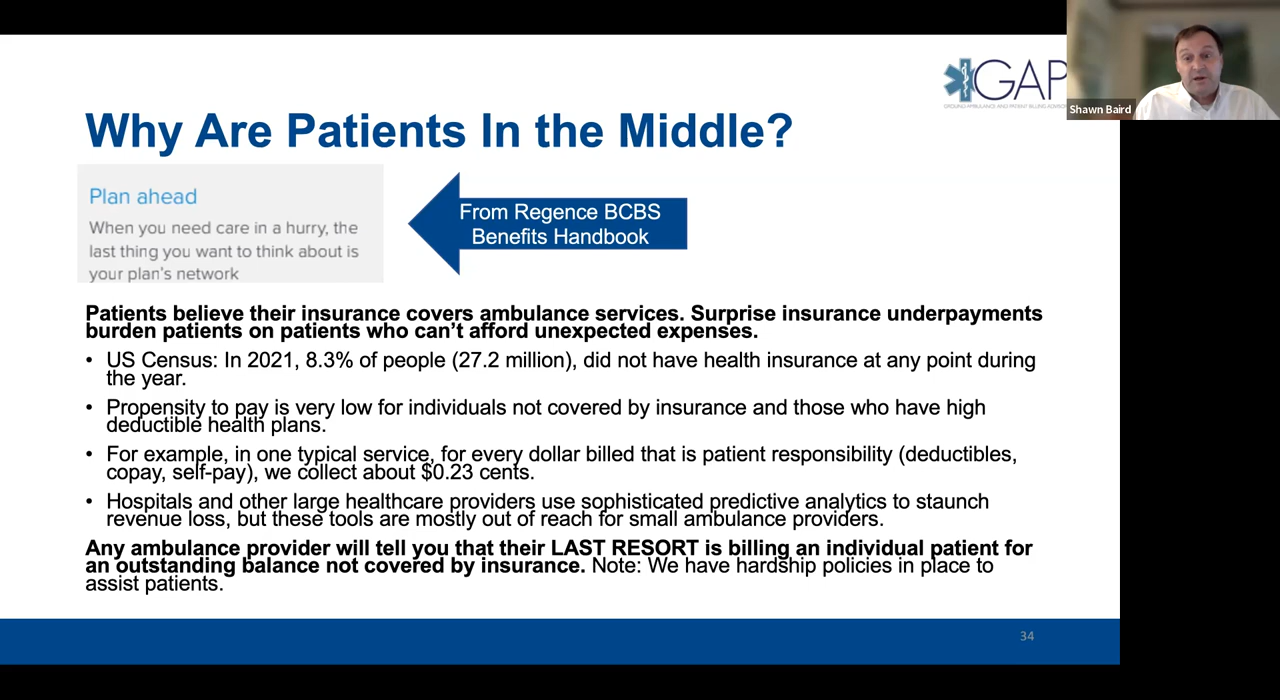 GAP
GROUND AMBULANCE AND PATIENT BILLING ADVISO
Shawn Baird
Why Are Patients In the Middle?
Plan ahead
When you need care in a hurry, the
last thing you want to think about is
your plan's network
From Regence BCBS
Benefits Handbook
Patients believe their insurance covers ambulance services. Surprise insurance underpayments
burden patients on patients who can't afford unexpected expenses.
• US Census: In 2021, 8.3% of people (27.2 million), did not have health insurance at any point during
the year.
• Propensity to pay is very low for individuals not covered by insurance and those who have high
deductible health plans.
• For example, in one typical service, for every dollar billed that is patient responsibility (deductibles,
copay, self-pay), we collect about $0.23 cents.
• Hospitals and other large healthcare providers use sophisticated predictive analytics to staunch
revenue loss, but these tools are mostly out of reach for small ambulance providers.
Any ambulance provider will tell you that their LAST RESORT is billing an individual patient for
an outstanding balance not covered by insurance. Note: We have hardship policies in place to
assist patients.
34